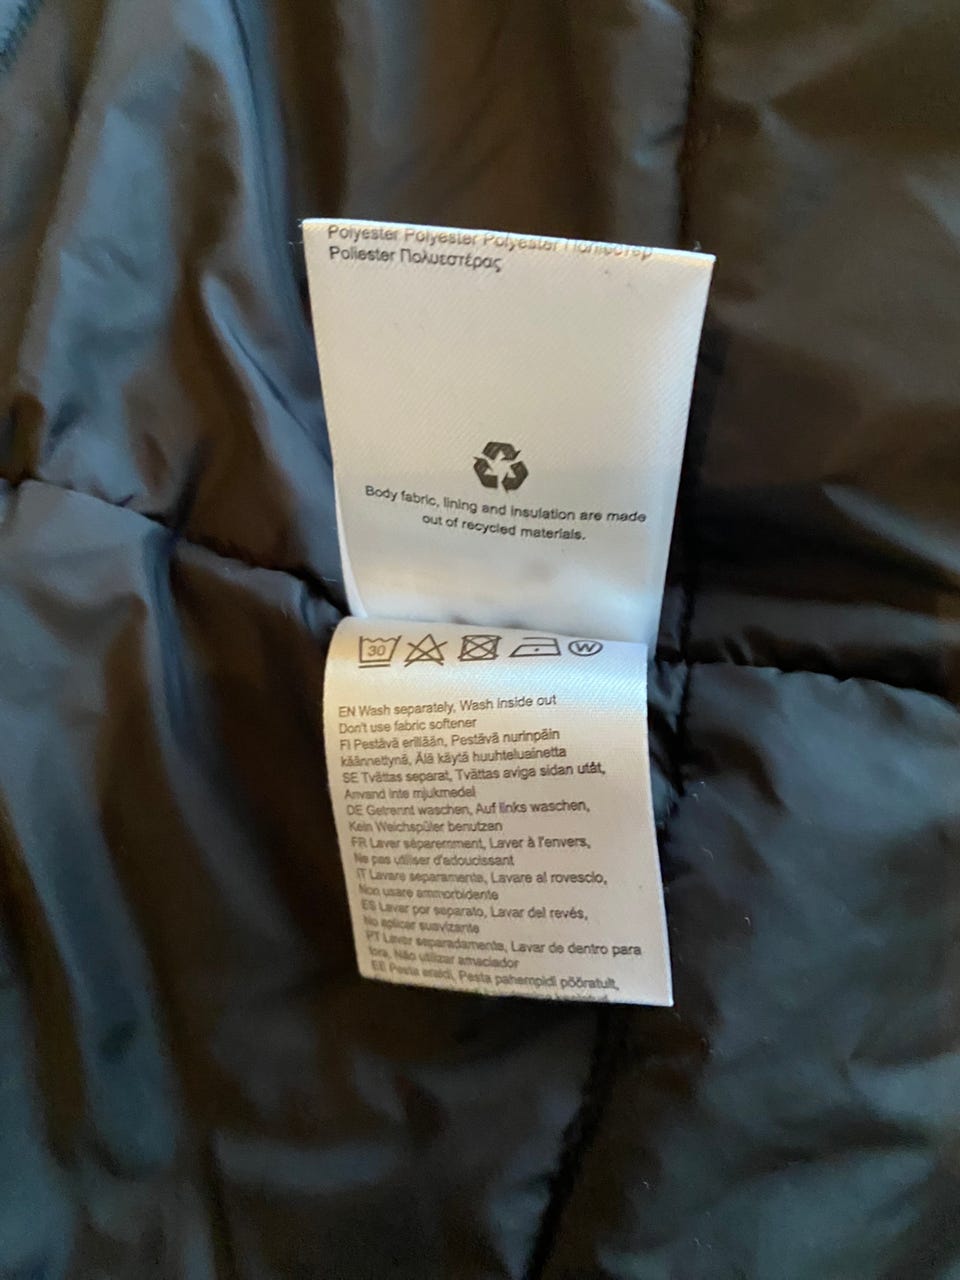 Polyester Polyester Polyester Полиэстер
Poliester Πολυεστέρας
Body fabric, lining and insulation are made
out of recycled materials.
30 W
EN Wash separately, Wash inside out
Don't use fabric softener
FI Pestävä erillään, Pestävä nurinpäin
käännettynä, Älä käytä huuhteluainetta
SE Tvättas separat, Tvättas aviga sidan utåt,
Använd inte mjukmedel
DE Getrennt waschen, Auf links waschen,
Kein Weichspüler benutzen
FR Laver séparemment, Laver à l'envers,
Ne pas utiliser d'adoucissant
IT Lavare separamente, Lavare al rovescio,
Non usare ammorbidente
ES Lavar por separato, Lavar del revés,
No aplicar suavizante
PT Lavar separadamente, Lavar de dentro para
fora, Não utilizar amaciador
EE Pesta eraldi, Pesta pahempidi pööratult,